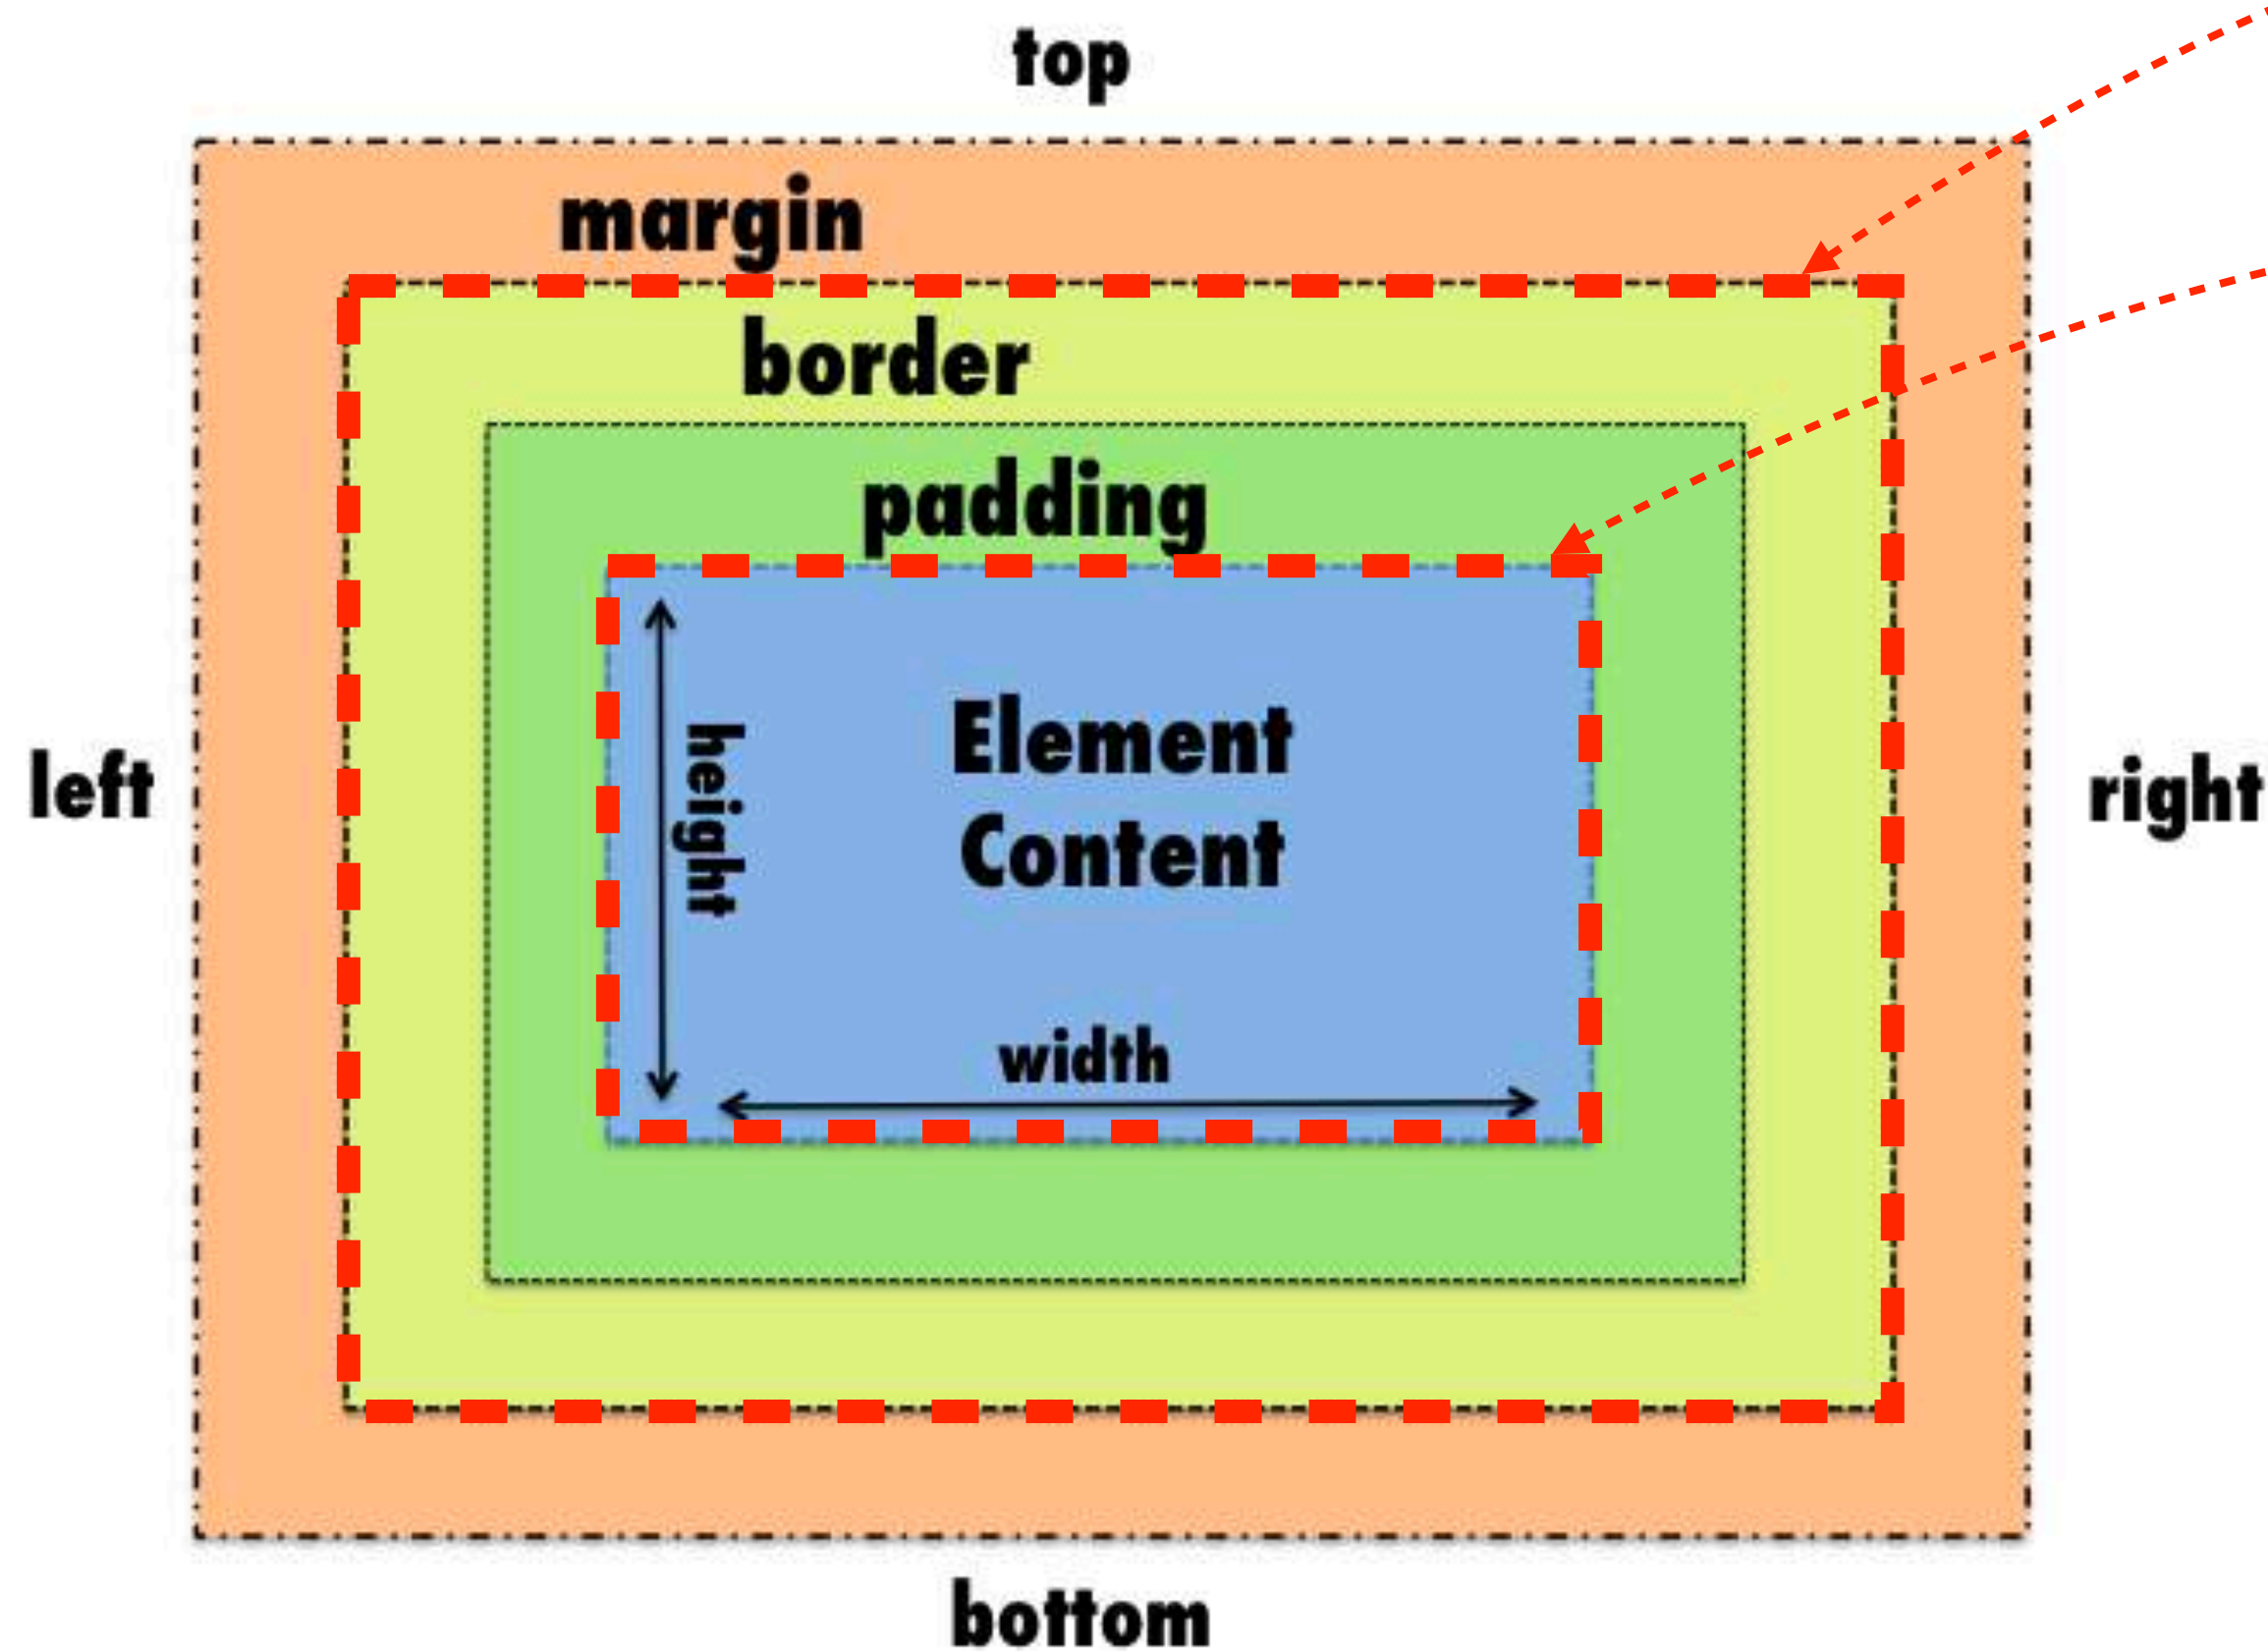 top
margin
border
padding
left
height
Element
Content
right
width
bottom